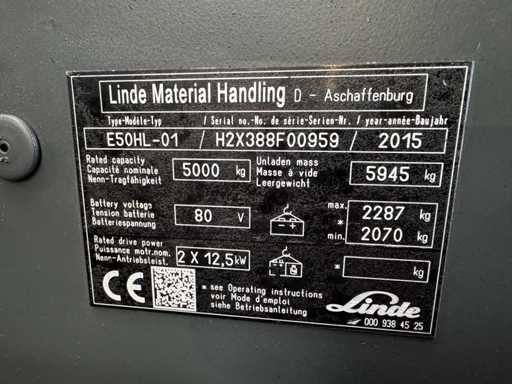 Linde Material Handling D - Aschaffenburg
Type-Modèle-Typ / Serial no.-No. de série-Serien-Nr. / year-année-Baujahr
E50HL-01 / H2X388F00959 / 2015
Rated capacity
Capacité nominale
Nenn-Tragfähigkeit
5000 kg
Unladen mass
Masse à vide
Leergewicht
5945 kg
Battery voltage
Tension batterie
Batteriespannung
80 V
max. 2287 kg
*
min. 2070 kg
Rated drive power
Puissance motr.nom.
Nenn-Antriebsleist.
2 X 12,5 kW
L
* kg
CE
* see Operating instructions
voir Mode d'emploi
siehe Betriebsanleitung
Linde
000 938 45 25